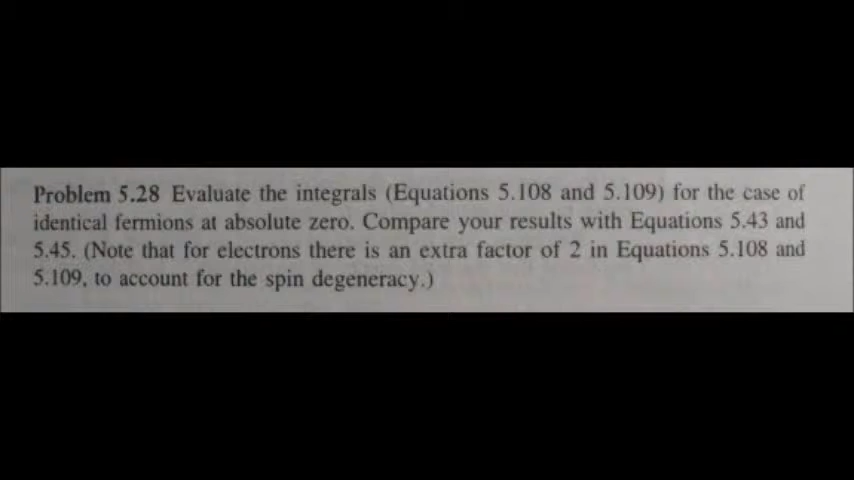 Problem 5.28 Evaluate the integrals (Equations 5.108 and 5.109) for the case of
identical fermions at absolute zero. Compare your results with Equations 5.43 and
5.45. (Note that for electrons there is an extra factor of 2 in Equations 5.108 and
5.109, to account for the spin degeneracy.)